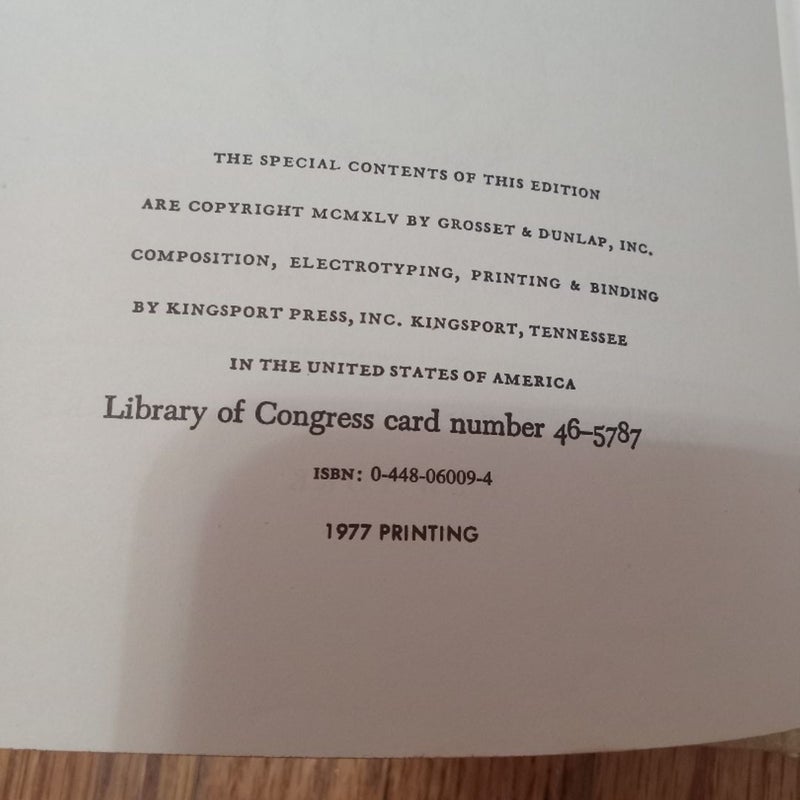 THE SPECIAL CONTENTS OF THIS EDITION
ARE COPYRIGHT MCMXLV BY GROSSET & DUNLAP, INC.
COMPOSITION, ELECTROTYPING, PRINTING & BINDING
BY KINGSPORT PRESS, INC. KINGSPORT, TENNESSEE
IN THE UNITED STATES OF AMERICA
Library of Congress card number 46–5787
ISBN: 0-448-06009-4
1977 PRINTING